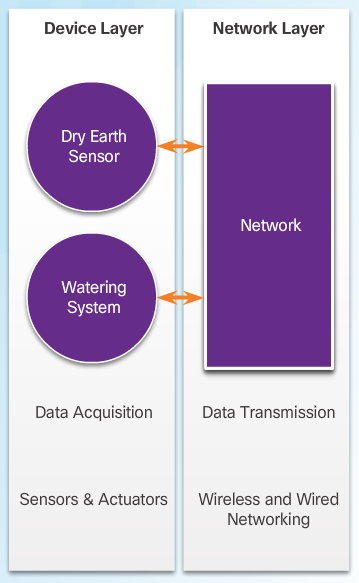 Device Layer
Dry Earth
Sensor
Watering
System
Data Acquisition
Sensors & Actuators
Network Layer
Network
Data Transmission
Wireless and Wired
Networking